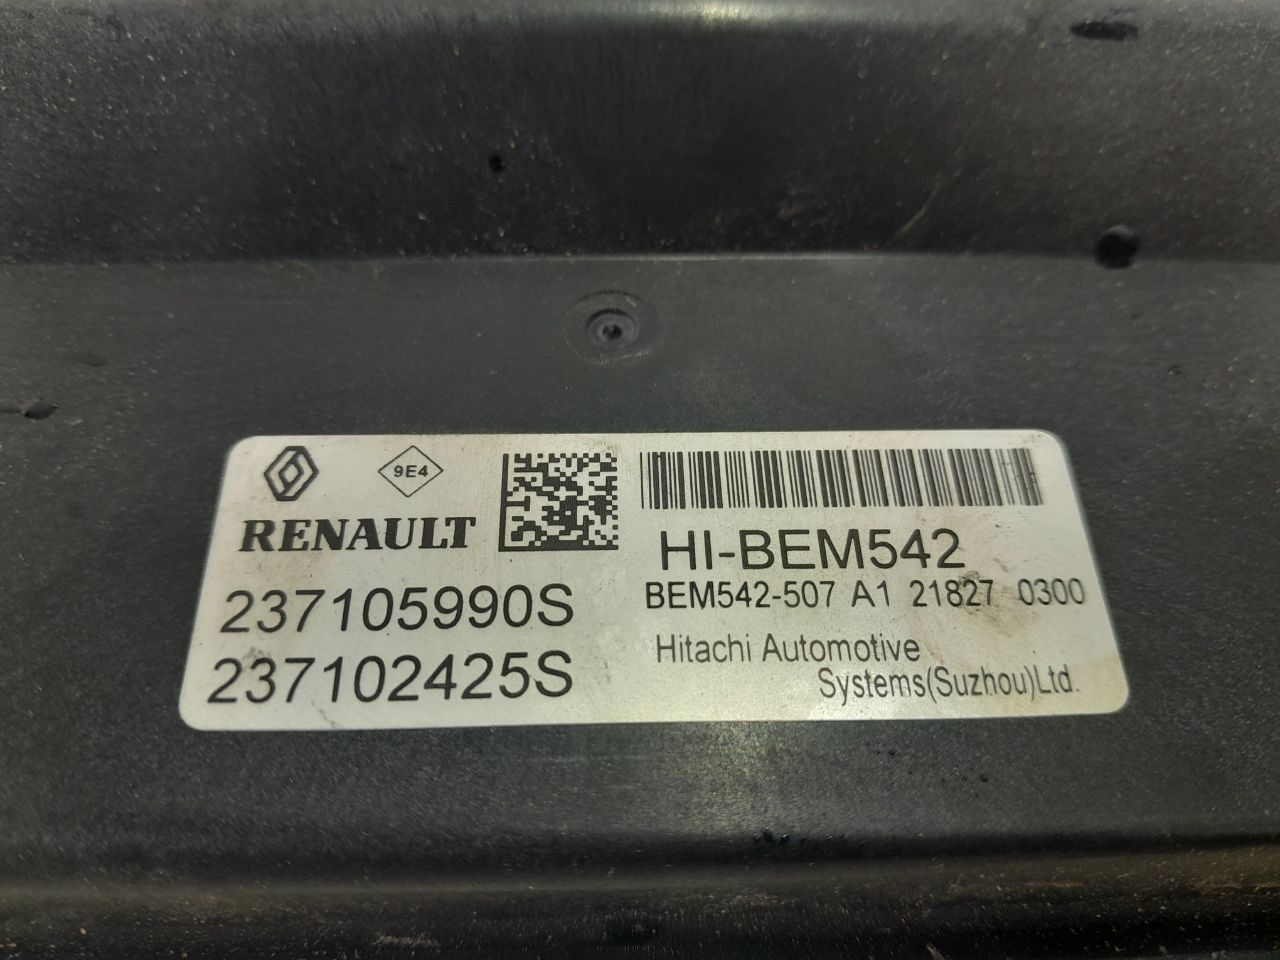 9E4
RENAULT
237105990S
237102425S
HI-BEM542
BEM542-507 A1 21827 0300
Hitachi Automotive
Systems(Suzhou)Ltd.